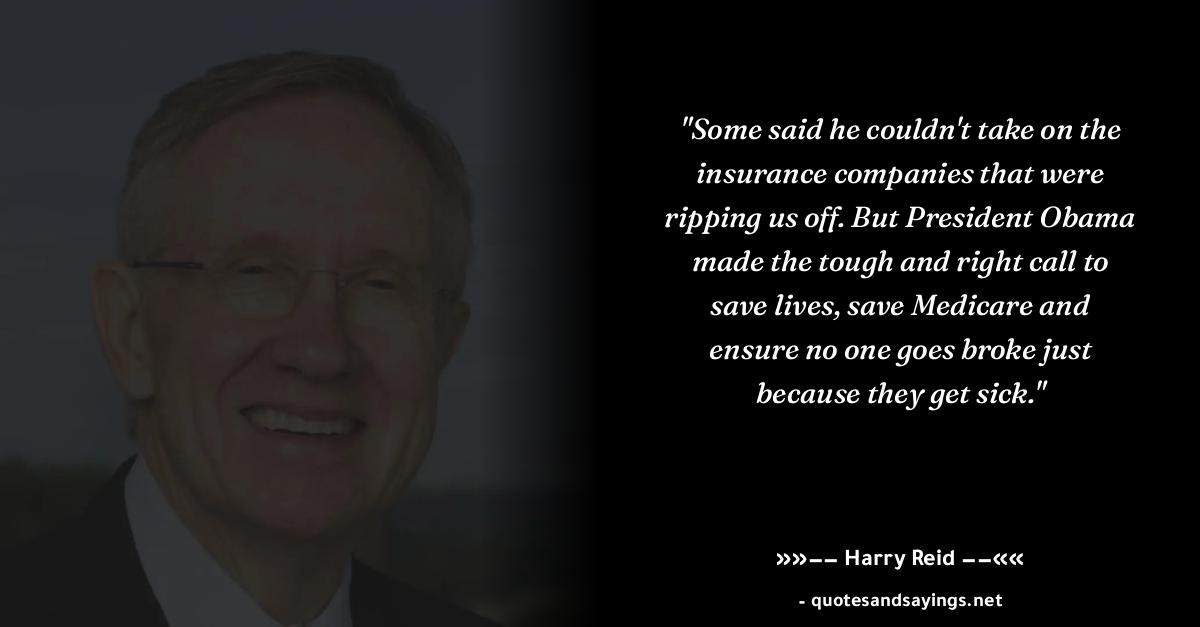 "Some said he couldn't take on the
insurance companies that were
ripping us off. But President Obama
made the tough and right call to
save lives, save Medicare and
ensure no one goes broke just
because they get sick."
»»–– Harry Reid ––««
- quotesandsayings.net